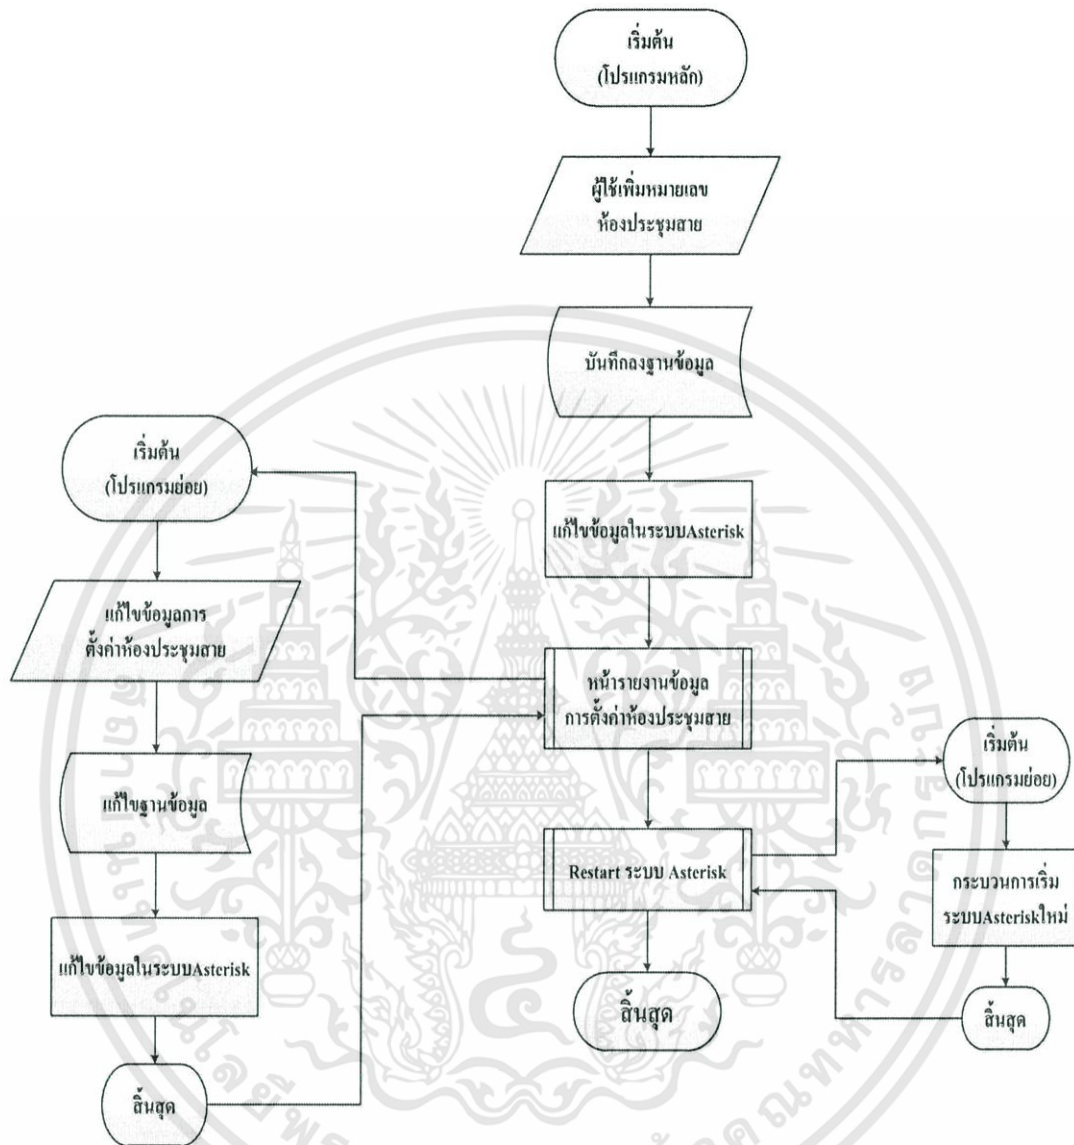 เริ่มต้น
(โปรแกรมหลัก)
ผู้ใช้เพิ่มหมายเลข
ห้องประชุมสาย
บันทึกลงฐานข้อมูล
แก้ไขข้อมูลในระบบAsterisk
หน้ารายงานข้อมูล
การตั้งค่าห้องประชุมสาย
Restart ระบบ Asterisk
สิ้นสุด
เริ่มต้น
(โปรแกรมย่อย)
แก้ไขข้อมูลการ
ตั้งค่าห้องประชุมสาย
แก้ไขฐานข้อมูล
แก้ไขข้อมูลในระบบAsterisk
สิ้นสุด
เริ่มต้น
(โปรแกรมย่อย)
กระบวนการเริ่ม
ระบบAsteriskใหม่
สิ้นสุด